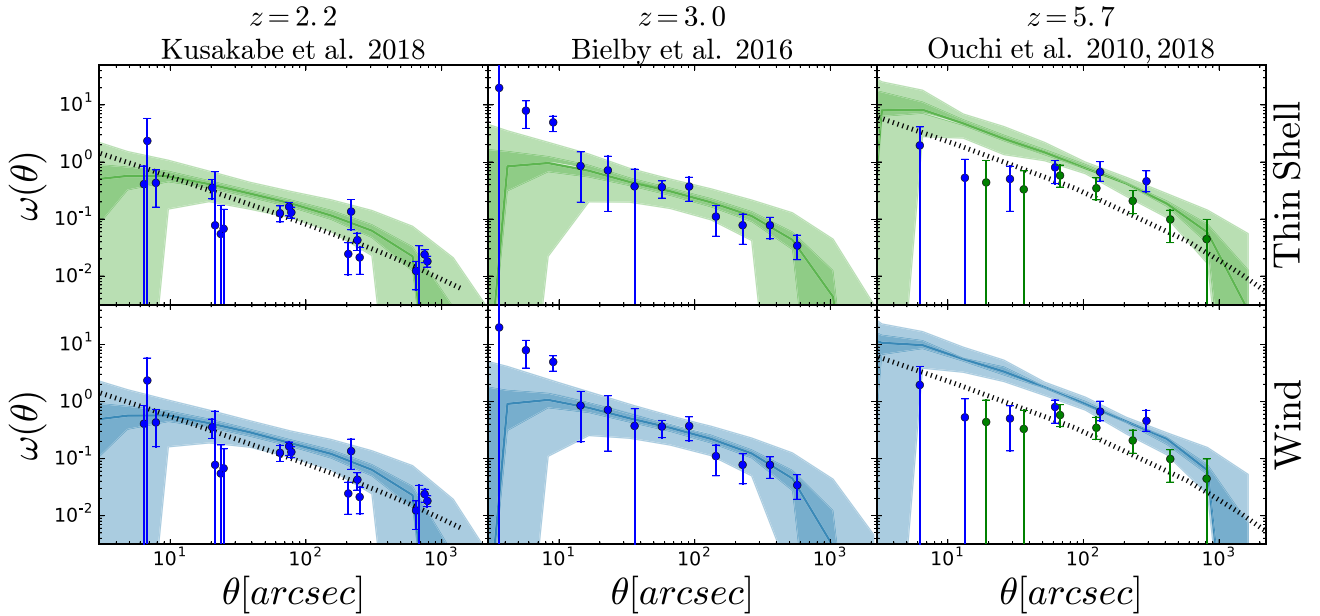 z = 2.2
Kusakabe et al. 2018
z = 3.0
Bielby et al. 2016
z = 5.7
Ouchi et al. 2010, 2018
ω(θ)
10¹
10⁰
10⁻¹
10⁻²
Thin Shell
ω(θ)
10¹
10⁰
10⁻¹
10⁻²
Wind
10¹ 10² 10³
10¹ 10² 10³
10¹ 10² 10³
θ[arcsec]
θ[arcsec]
θ[arcsec]